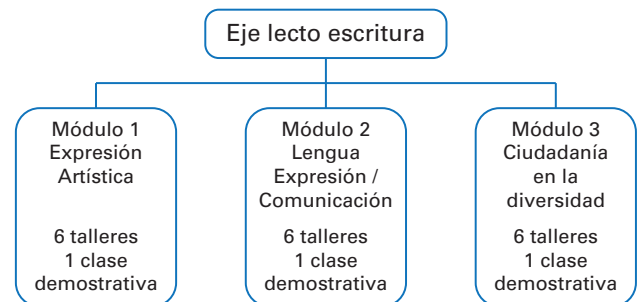 Eje lecto escritura
Módulo 1
Expresión
Artística
6 talleres
1 clase
demostrativa
Módulo 2
Lengua
Expresión /
Comunicación
6 talleres
1 clase
demostrativa
Módulo 3
Ciudadanía
en la
diversidad
6 talleres
1 clase
demostrativa